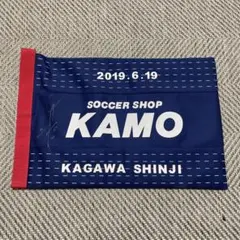 2019.6.19
SOCCER SHOP
KAMO
KAGAWA SHINJI